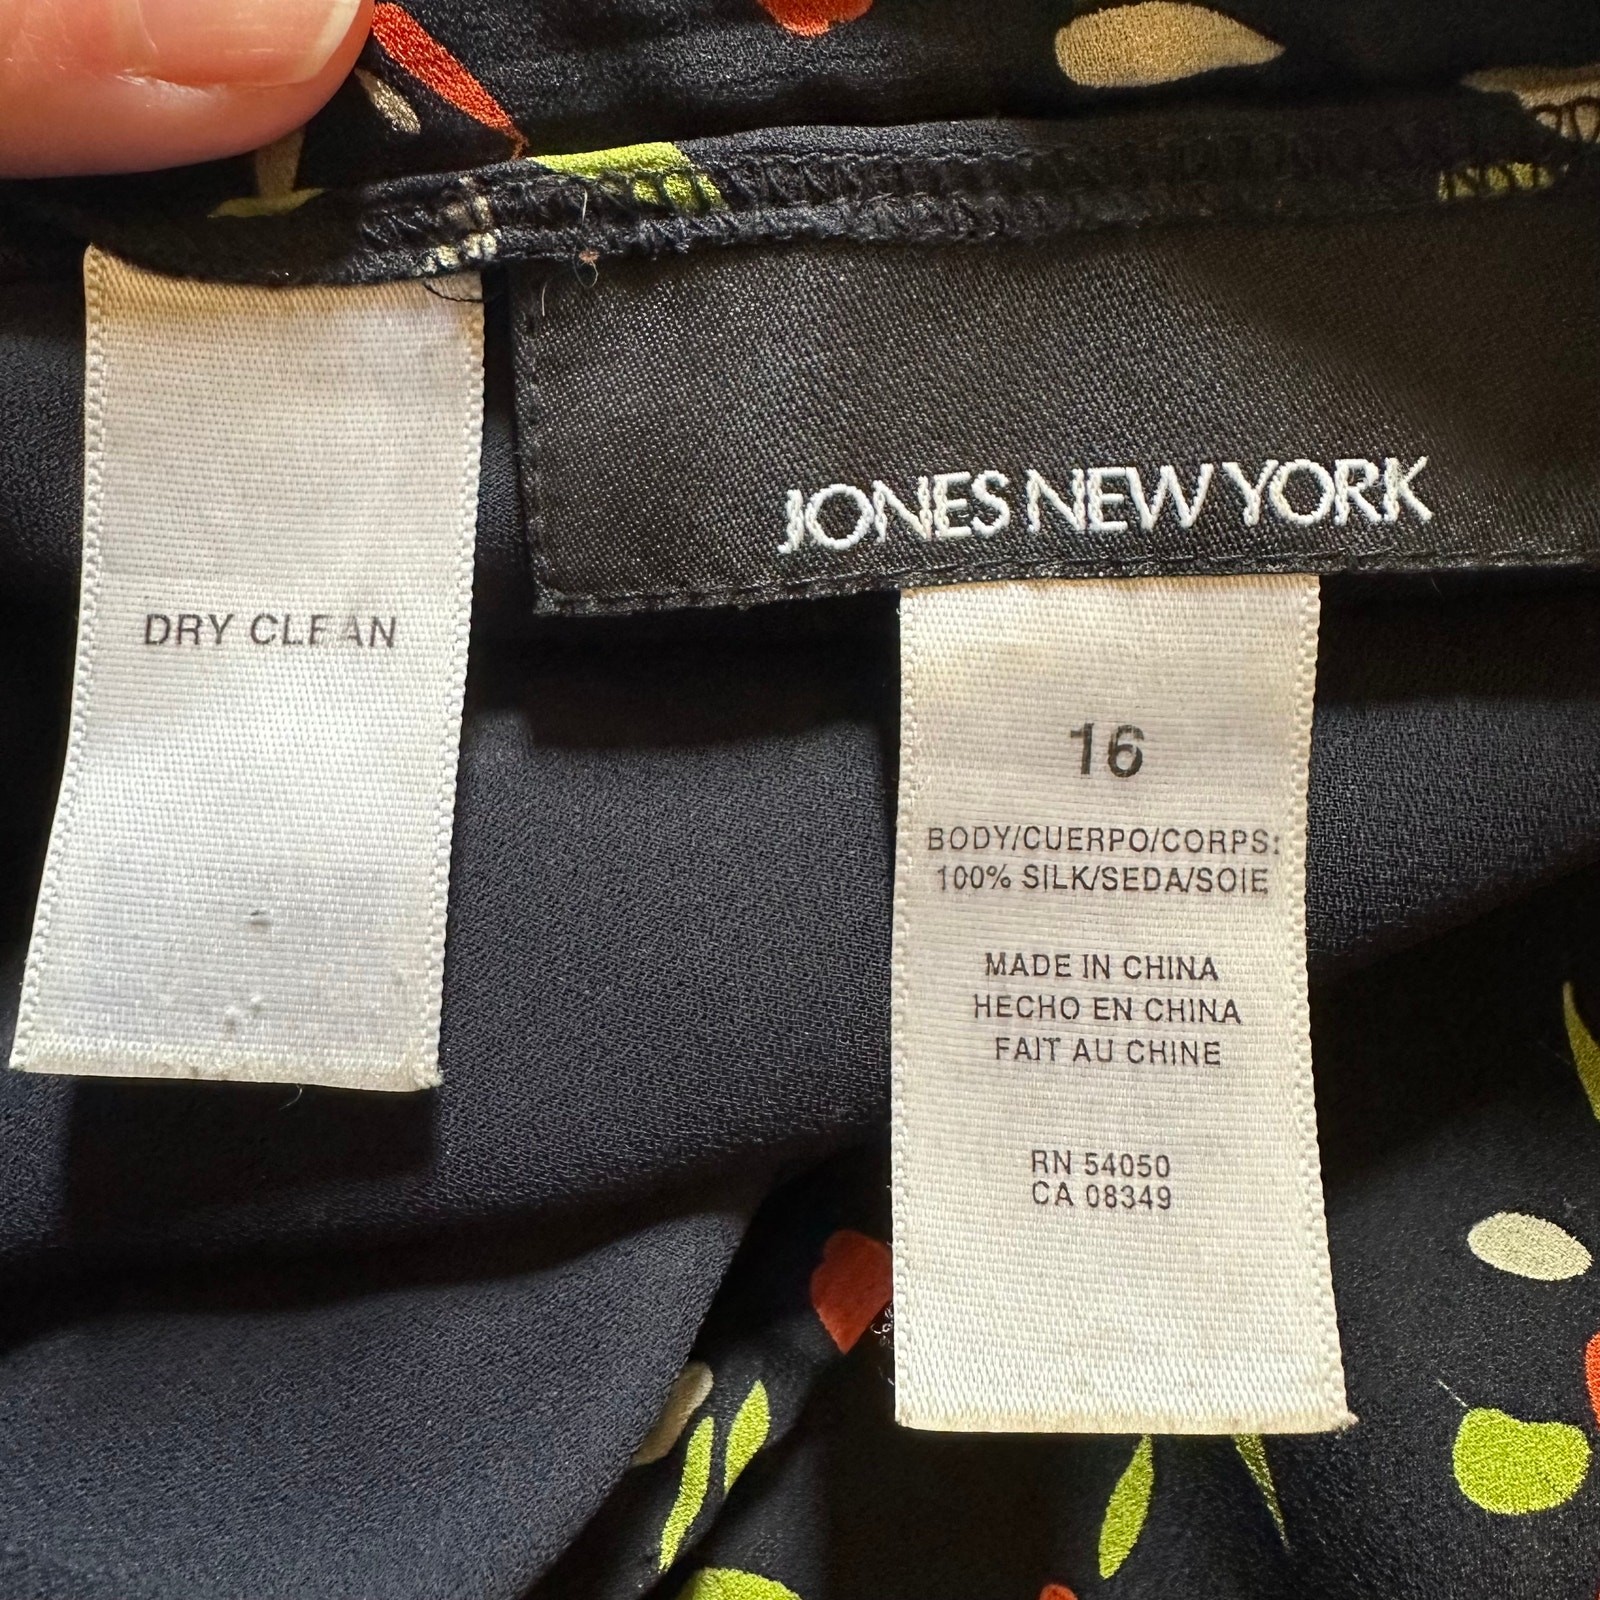 JONES NEW YORK
DRY CLEAN
16
BODY/CUERPO/CORPS:
100% SILK/SEDA/SOIE
MADE IN CHINA
HECHO EN CHINA
FAIT AU CHINE
RN 54050
CA 08349